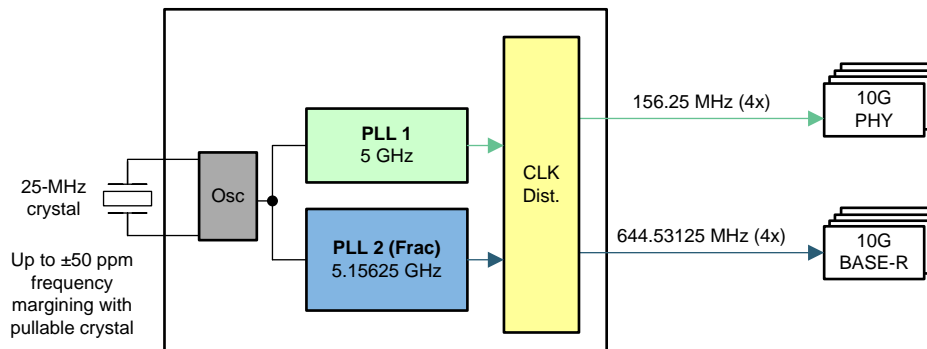 25-MHz
crystal
Up to ±50 ppm
frequency
margining with
pullable crystal
Osc
PLL 1
5 GHz
PLL 2 (Frac)
5.15625 GHz
CLK
Dist.
156.25 MHz (4x)
644.53125 MHz (4x)
10G
PHY
10G
BASE-R